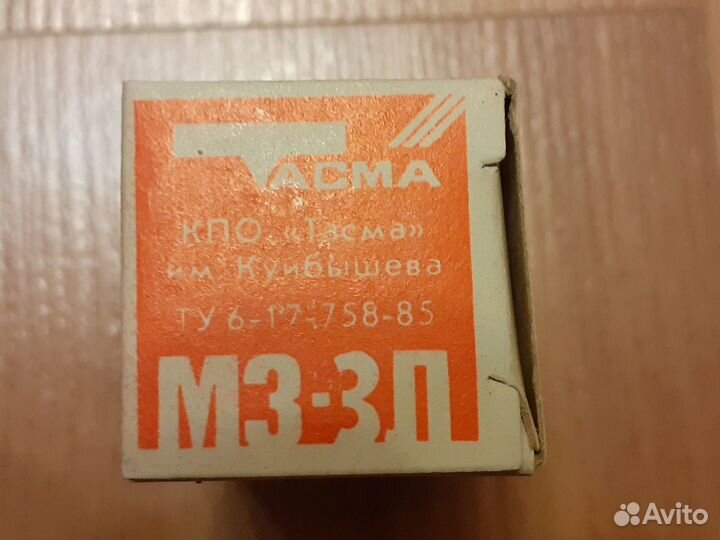 ТАСМА
КПО «Тасма»
им. Куйбышева
ТУ 6-17-758-85
МЗ-3Л
Avito